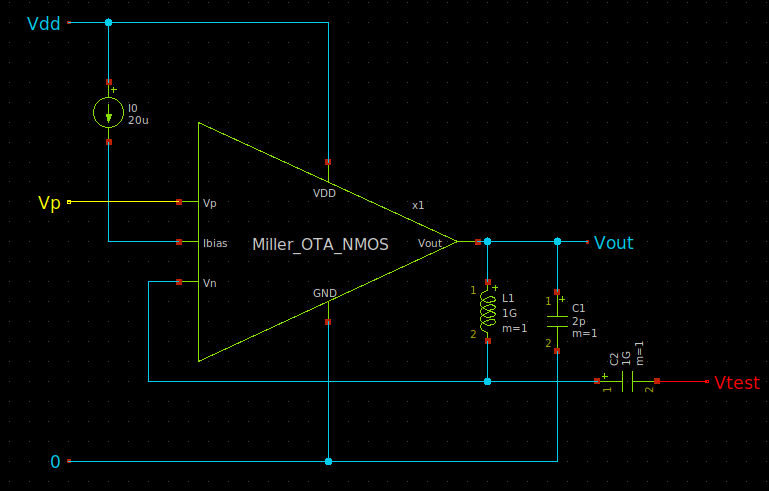 Vdd
+
I0
20u
VDD
x1
Vp
Vp
Ibias
Miller_OTA_NMOS
Vout
Vout
Vn
GND
1
+
L1
1G
m=1
2
1
+
C1
2p
m=1
2
C2
1G
m=1
+
1
2
Vtest
0